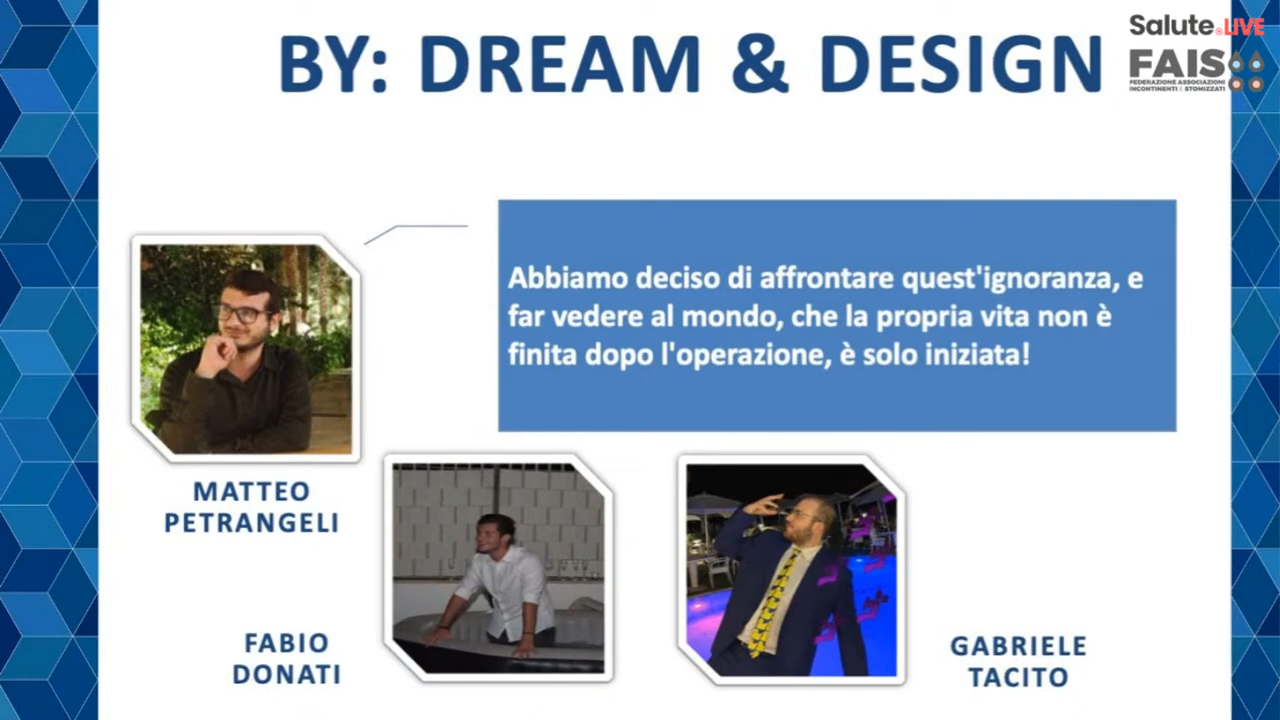 BY: DREAM & DESIGN
Salute.LIVE
FAIS
FEDERAZIONE ASSOCIAZIONI
INCONTINENTI E STOMIZZATI
Abbiamo deciso di affrontare quest'ignoranza, e
far vedere al mondo, che la propria vita non è
finita dopo l'operazione, è solo iniziata!
MATTEO
PETRANGELI
FABIO
DONATI
GABRIELE
TACITO